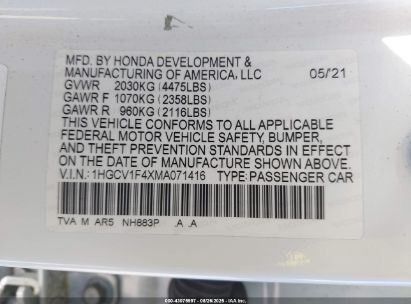 MFD. BY HONDA DEVELOPMENT &
MANUFACTURING OF AMERICA, LLC 05/21
GVWR 2030KG (4475LBS)
GAWR F 1070KG (2358LBS)
GAWR R 960KG (2116LBS)
THIS VEHICLE CONFORMS TO ALL APPLICABLE
FEDERAL MOTOR VEHICLE SAFETY, BUMPER,
AND THEFT PREVENTION STANDARDS IN EFFECT
ON THE DATE OF MANUFACTURE SHOWN ABOVE.
V.I.N.: 1HGCV1F4XMA071416 TYPE:PASSENGER CAR
TVA M AR5 NH883P A A